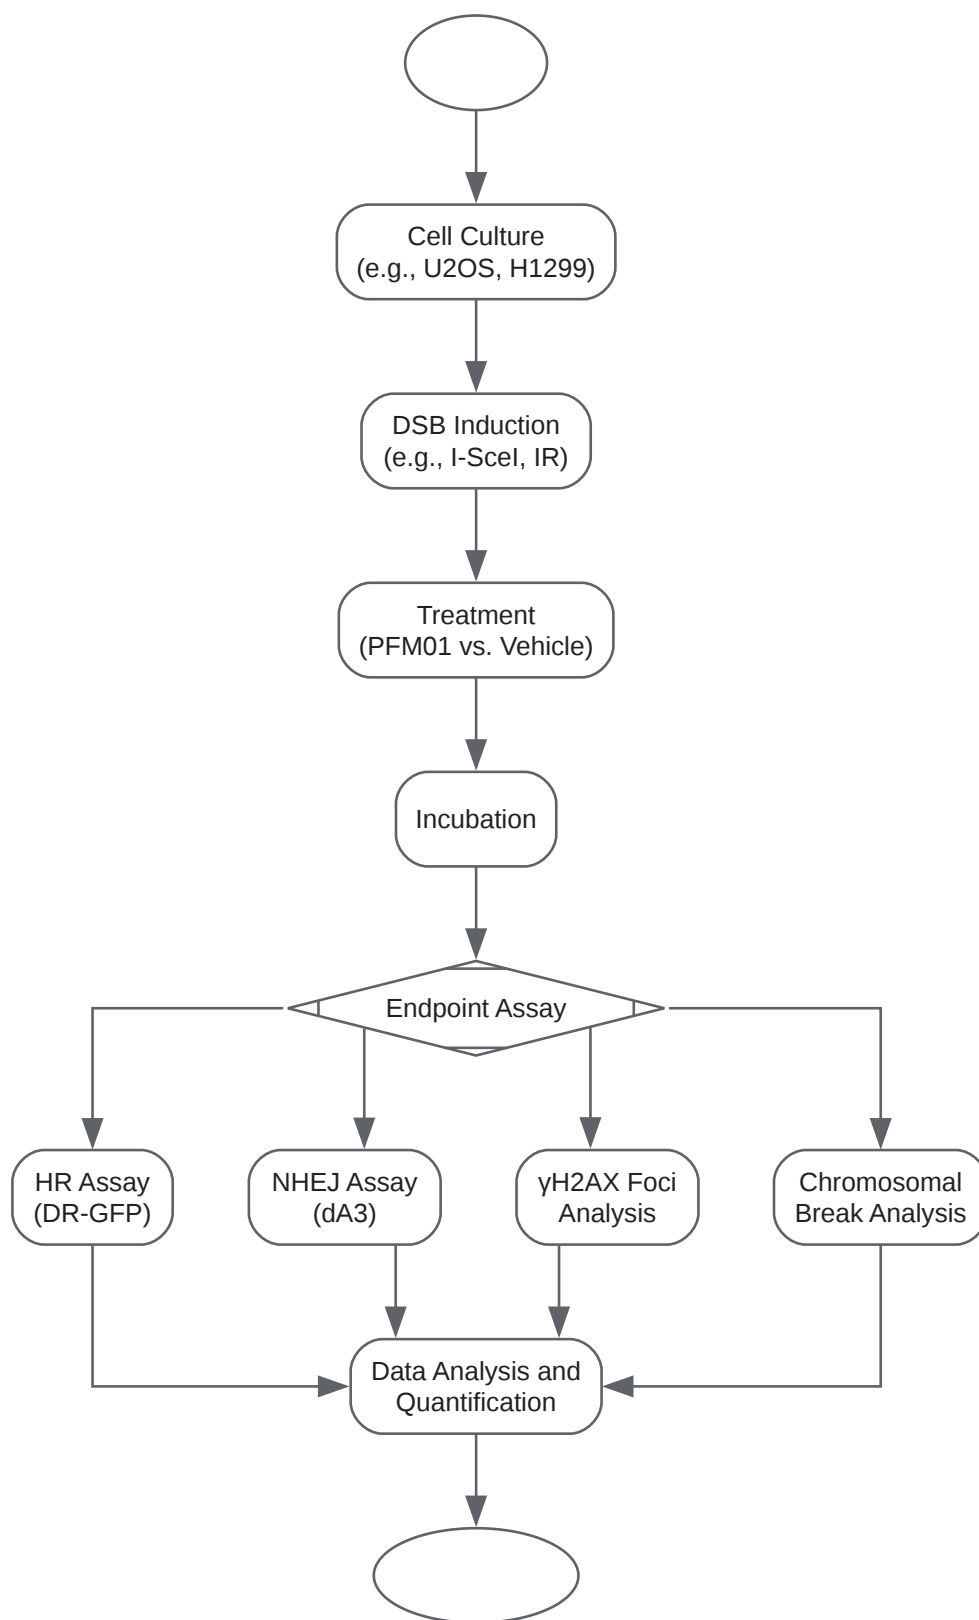 Cell Culture
(e.g., U2OS, H1299)
DSB Induction
(e.g., I-SceI, IR)
Treatment
(PFM01 vs. Vehicle)
Incubation
Endpoint Assay
HR Assay
(DR-GFP)
NHEJ Assay
(dA3)
γH2AX Foci
Analysis
Chromosomal
Break Analysis
Data Analysis and
Quantification